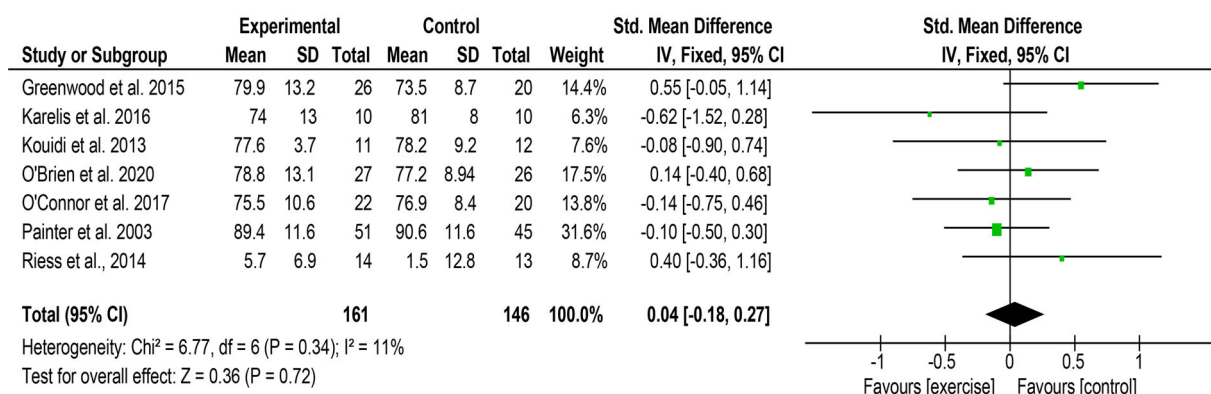 Experimental Control Std. Mean Difference Std. Mean Difference
Study or Subgroup Mean SD Total Mean SD Total Weight IV, Fixed, 95% CI IV, Fixed, 95% CI
Greenwood et al. 2015 79.9 13.2 26 73.5 8.7 20 14.4% 0.55 [-0.05, 1.14]
Karelis et al. 2016 74 13 10 81 8 10 6.3% -0.62 [-1.52, 0.28]
Kouidi et al. 2013 77.6 3.7 11 78.2 9.2 12 7.6% -0.08 [-0.90, 0.74]
O'Brien et al. 2020 78.8 13.1 27 77.2 8.94 26 17.5% 0.14 [-0.40, 0.68]
O'Connor et al. 2017 75.5 10.6 22 76.9 8.4 20 13.8% -0.14 [-0.75, 0.46]
Painter et al. 2003 89.4 11.6 51 90.6 11.6 45 31.6% -0.10 [-0.50, 0.30]
Riess et al., 2014 5.7 6.9 14 1.5 12.8 13 8.7% 0.40 [-0.36, 1.16]
Total (95% CI) 161 146 100.0% 0.04 [-0.18, 0.27]
Heterogeneity: Chi² = 6.77, df = 6 (P = 0.34); I² = 11%
Test for overall effect: Z = 0.36 (P = 0.72)
-1 -0.5 0 0.5 1
Favours [exercise] Favours [control]